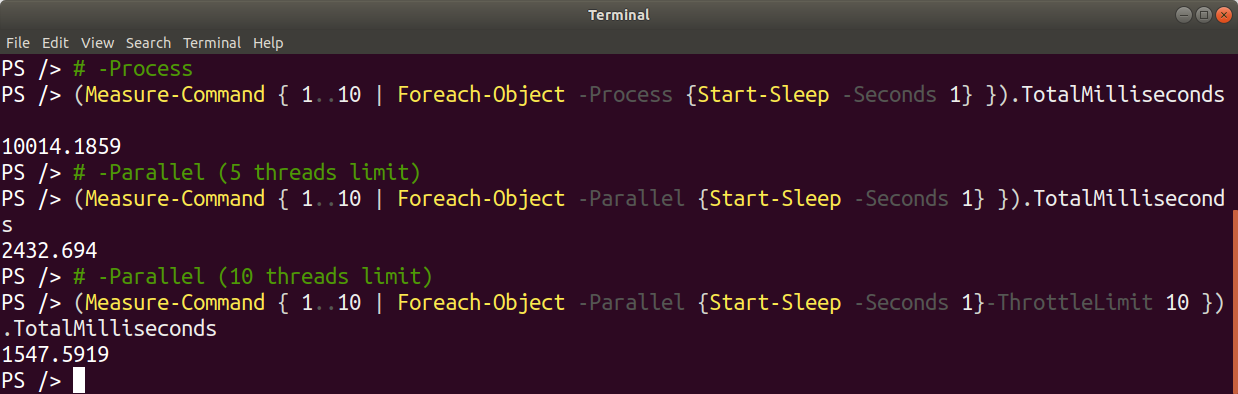 Terminal
File Edit View Search Terminal Help
PS /> # -Process
PS /> (Measure-Command { 1..10 | Foreach-Object -Process {Start-Sleep -Seconds 1} }).TotalMilliseconds
10014.1859
PS /> # -Parallel (5 threads limit)
PS /> (Measure-Command { 1..10 | Foreach-Object -Parallel {Start-Sleep -Seconds 1} }).TotalMillisecond
s
2432.694
PS /> # -Parallel (10 threads limit)
PS /> (Measure-Command { 1..10 | Foreach-Object -Parallel {Start-Sleep -Seconds 1}-ThrottleLimit 10 })
.TotalMilliseconds
1547.5919
PS />